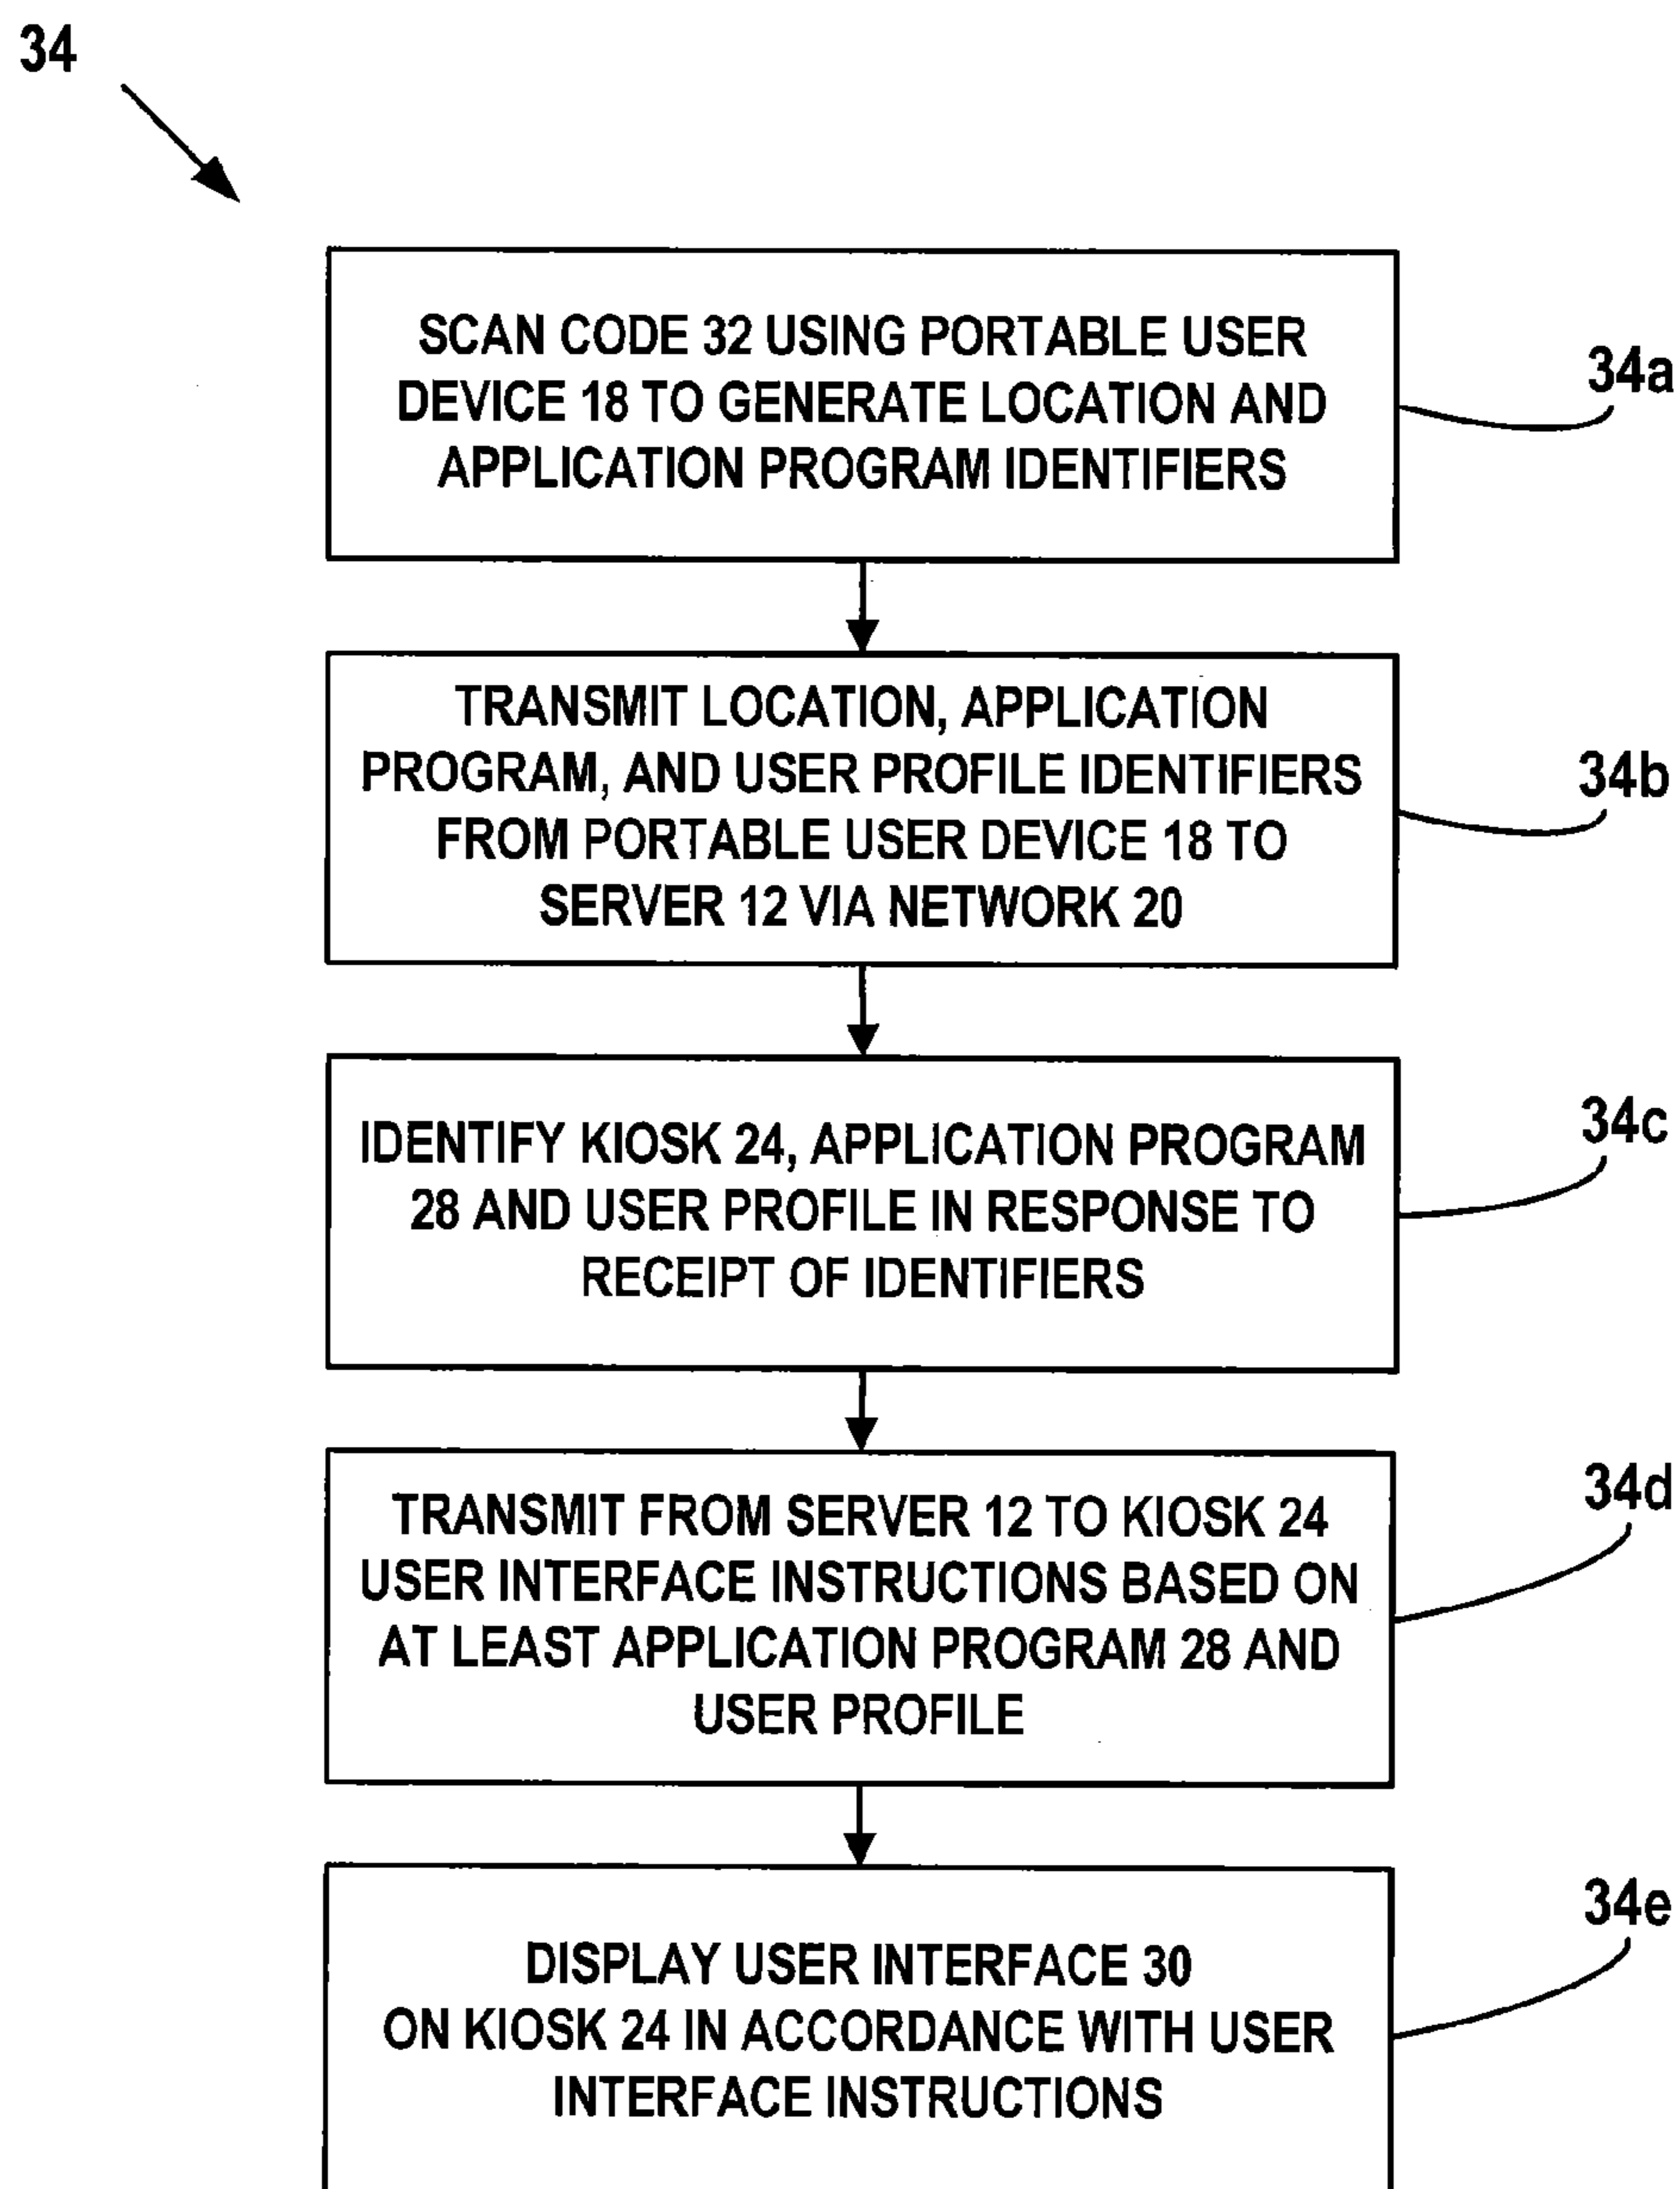 34
SCAN CODE 32 USING PORTABLE USER
DEVICE 18 TO GENERATE LOCATION AND
APPLICATION PROGRAM IDENTIFIERS
34a
TRANSMIT LOCATION, APPLICATION
PROGRAM, AND USER PROFILE IDENTIFIERS
FROM PORTABLE USER DEVICE 18 TO
SERVER 12 VIA NETWORK 20
34b
IDENTIFY KIOSK 24, APPLICATION PROGRAM
28 AND USER PROFILE IN RESPONSE TO
RECEIPT OF IDENTIFIERS
34c
TRANSMIT FROM SERVER 12 TO KIOSK 24
USER INTERFACE INSTRUCTIONS BASED ON
AT LEAST APPLICATION PROGRAM 28 AND
USER PROFILE
34d
DISPLAY USER INTERFACE 30
ON KIOSK 24 IN ACCORDANCE WITH USER
INTERFACE INSTRUCTIONS
34e